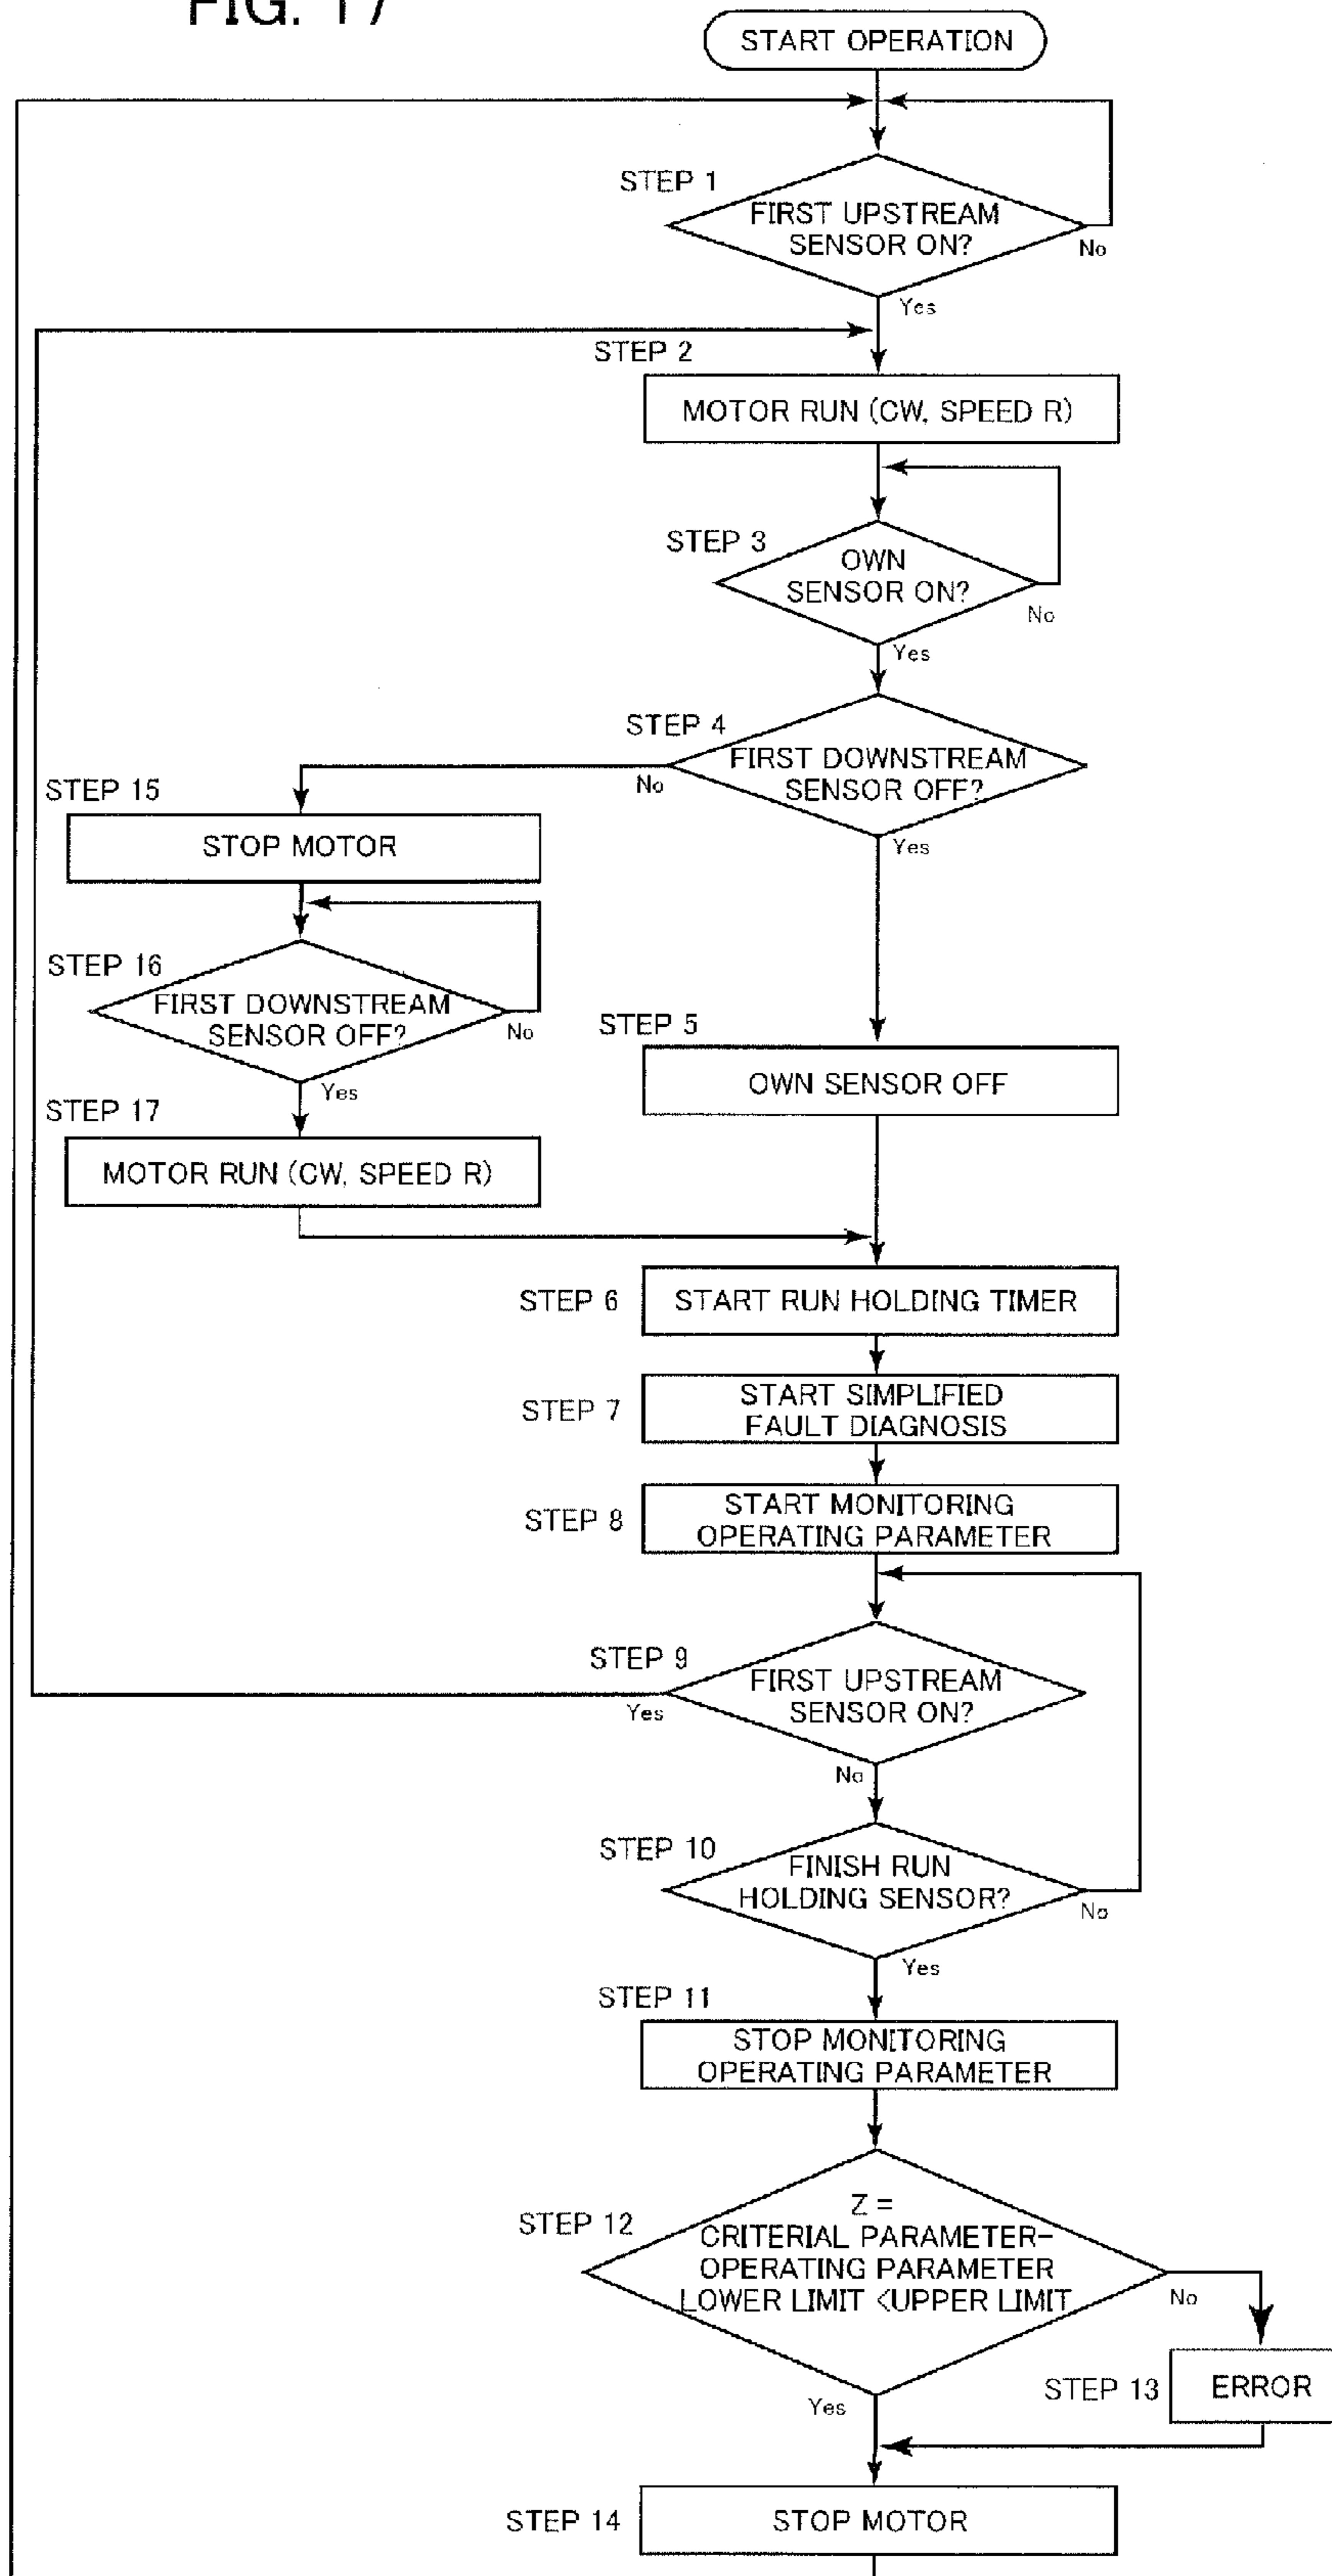 FIG. 17
START OPERATION
STEP 1
FIRST UPSTREAM
SENSOR ON?
No
Yes
STEP 2
MOTOR RUN (CW, SPEED R)
STEP 3
OWN
SENSOR ON?
No
Yes
STEP 4
FIRST DOWNSTREAM
SENSOR OFF?
No
Yes
STEP 15
STOP MOTOR
STEP 16
FIRST DOWNSTREAM
SENSOR OFF?
No
Yes
STEP 17
MOTOR RUN (CW, SPEED R)
STEP 5
OWN SENSOR OFF
STEP 6
START RUN HOLDING TIMER
STEP 7
START SIMPLIFIED
FAULT DIAGNOSIS
STEP 8
START MONITORING
OPERATING PARAMETER
STEP 9
FIRST UPSTREAM
SENSOR ON?
Yes
No
STEP 10
FINISH RUN
HOLDING SENSOR?
No
Yes
STEP 11
STOP MONITORING
OPERATING PARAMETER
STEP 12
Z =
CRITERIAL PARAMETER-
OPERATING PARAMETER
LOWER LIMIT <UPPER LIMIT
No
Yes
STEP 13
ERROR
STEP 14
STOP MOTOR